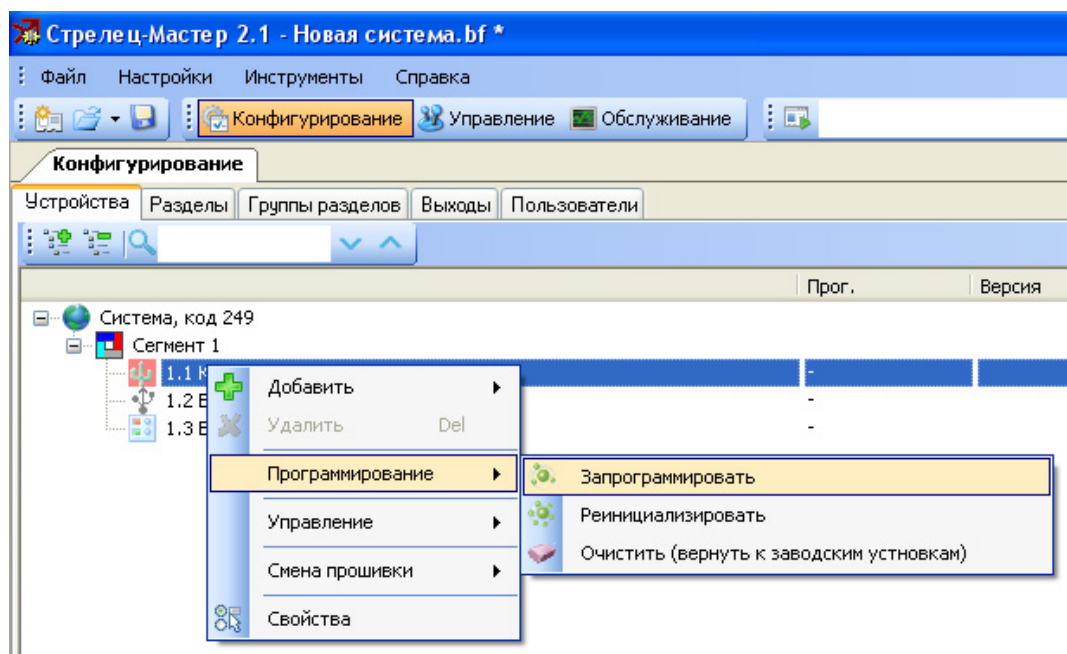 Стрелец-Мастер 2.1 - Новая система.bf *
Файл Настройки Инструменты Справка
Конфигурирование Управление Обслуживание
Конфигурирование
Устройства Разделы Группы разделов Выходы Пользователи
Прог. Версия
Система, код 249
Сегмент 1
1.1 -
1.2 -
1.3 -
Добавить
Удалить Del
Программирование
Управление
Смена прошивки
Свойства
Запрограммировать
Реинициализировать
Очистить (вернуть к заводским устновкам)